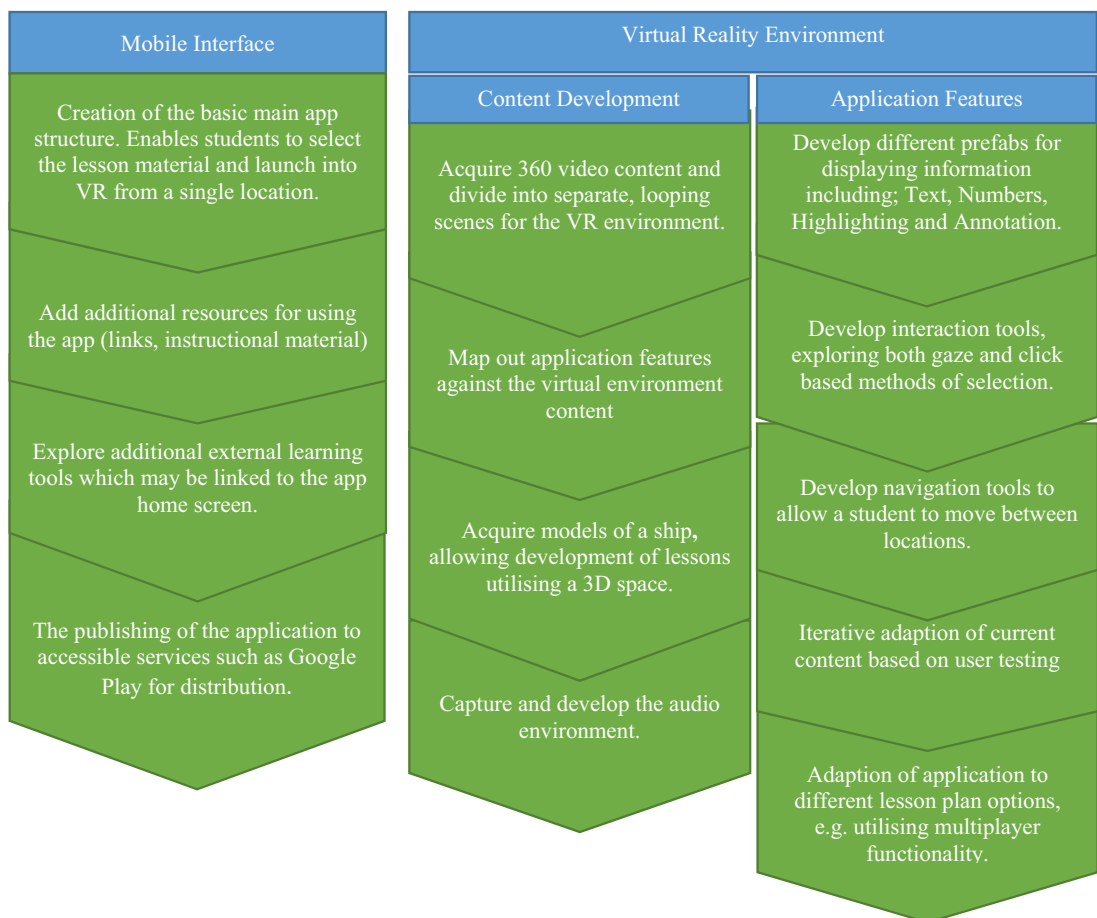 Mobile Interface
Creation of the basic main app
structure. Enables students to select
the lesson material and launch into
VR from a single location.
Add additional resources for using
the app (links, instructional material)
Explore additional external learning
tools which may be linked to the app
home screen.
The publishing of the application to
accessible services such as Google
Play for distribution.
Virtual Reality Environment
Content Development
Acquire 360 video content and
divide into separate, looping
scenes for the VR environment.
Map out application features
against the virtual environment
content
Acquire models of a ship,
allowing development of lessons
utilising a 3D space.
Capture and develop the audio
environment.
Application Features
Develop different prefabs for
displaying information
including; Text, Numbers,
Highlighting and Annotation.
Develop interaction tools,
exploring both gaze and click
based methods of selection.
Develop navigation tools to
allow a student to move between
locations.
Iterative adaption of current
content based on user testing
Adaption of application to
different lesson plan options,
e.g. utilising multiplayer
functionality.